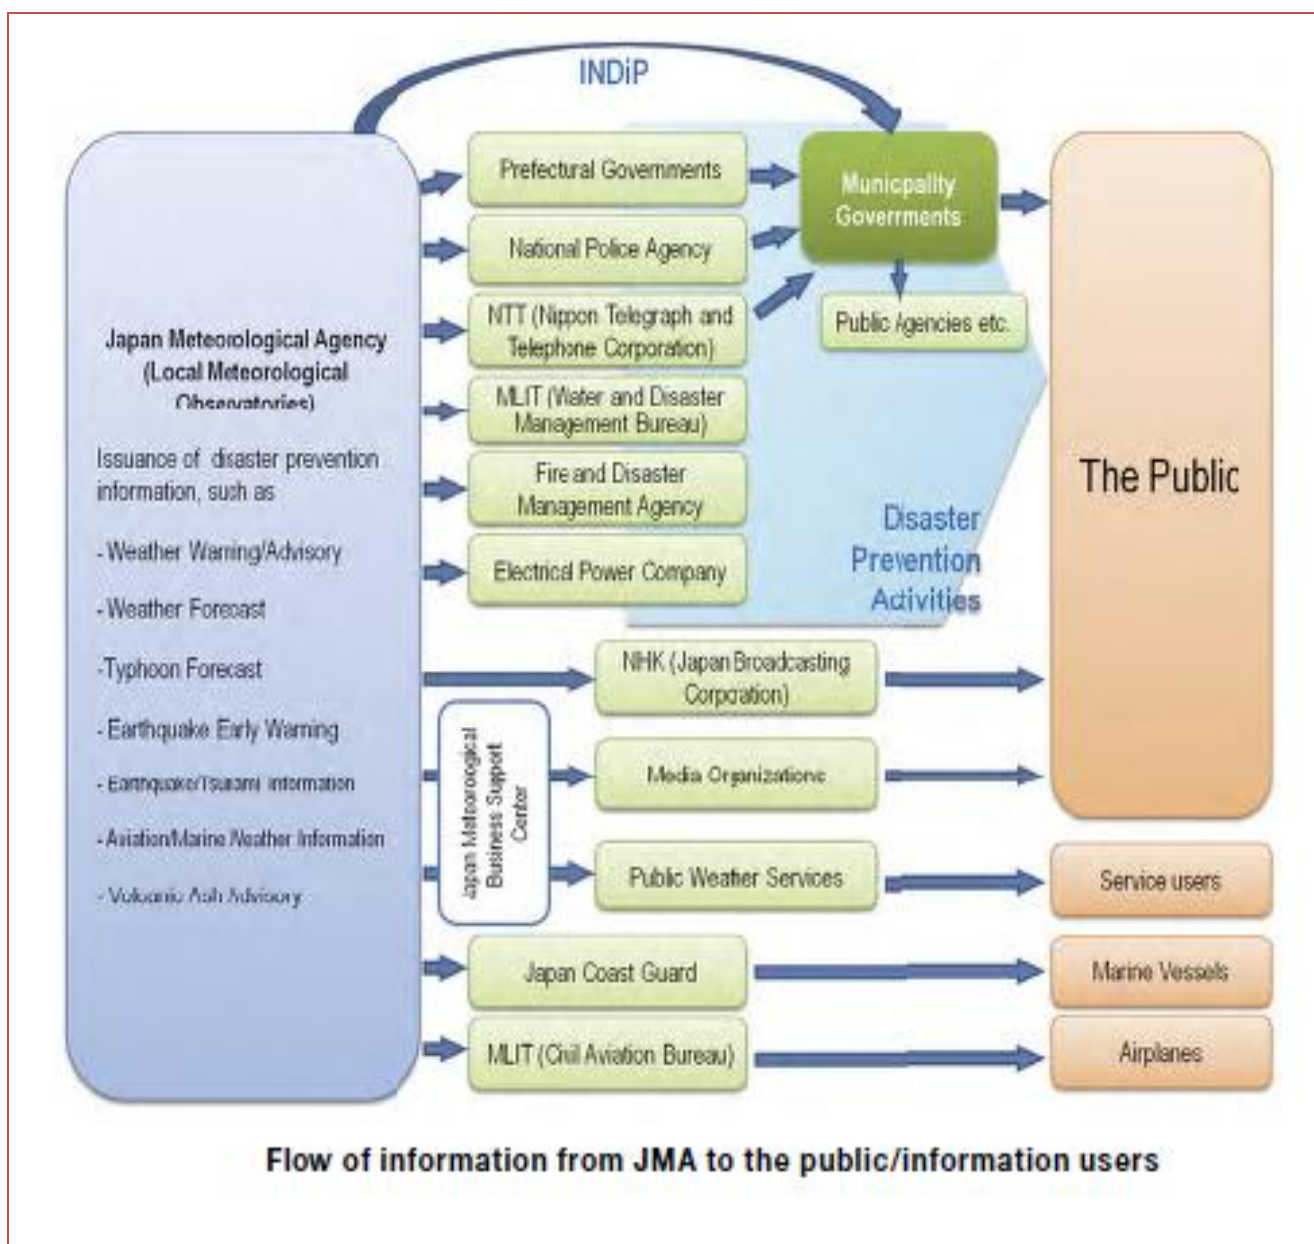 INDiP
Japan Meteorological Agency
(Local Meteorological
Observatories)
Issuance of disaster prevention
information, such as
- Weather Warning/Advisory
- Weather Forecast
-Typhoon Forecast
- Earthquake Early Warning
- Earthquake/Tsunami Information
- Aviation/Marine Weather Information
- Volcanic Ash Advisory
Prefectural Governments
National Police Agency
NTT (Nippon Telegraph and
Telephone Corporation)
MLIT (Water and Disaster
Management Bureau)
Fire and Disaster
Management Agency
Electrical Power Company
Municpality
Goverrments
Public Agencies etc.
Disaster
Prevention
Activities
NHK (Japan Broadcasting
Corporation)
Japan Meteorological
Business Support
Center
Media Organizations
Public Weather Services
Japan Coast Guard
MLIT (Civil Aviation Bureau)
The Public
Service users
Marine Vessels
Airplanes
Flow of information from JMA to the public/information users